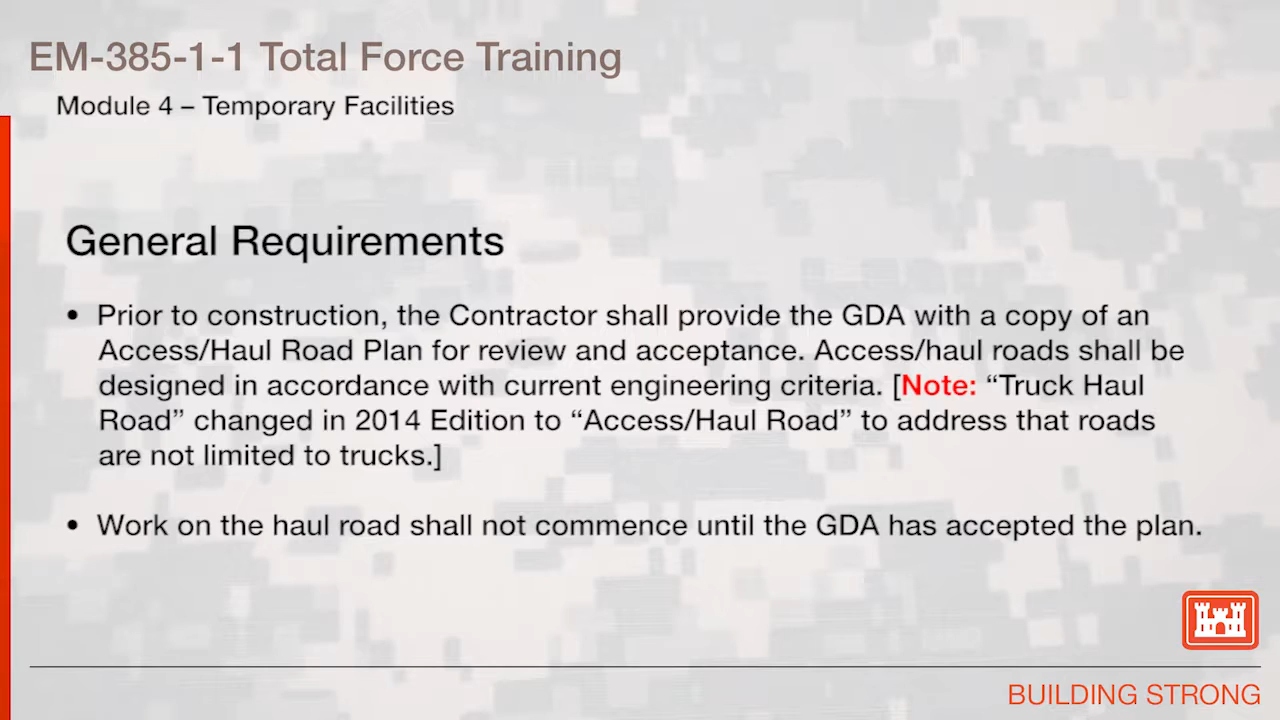 EM-385-1-1 Total Force Training
Module 4 – Temporary Facilities
General Requirements
• Prior to construction, the Contractor shall provide the GDA with a copy of an
Access/Haul Road Plan for review and acceptance. Access/haul roads shall be
designed in accordance with current engineering criteria. [Note: “Truck Haul
Road” changed in 2014 Edition to “Access/Haul Road” to address that roads
are not limited to trucks.]
• Work on the haul road shall not commence until the GDA has accepted the plan.
BUILDING STRONG